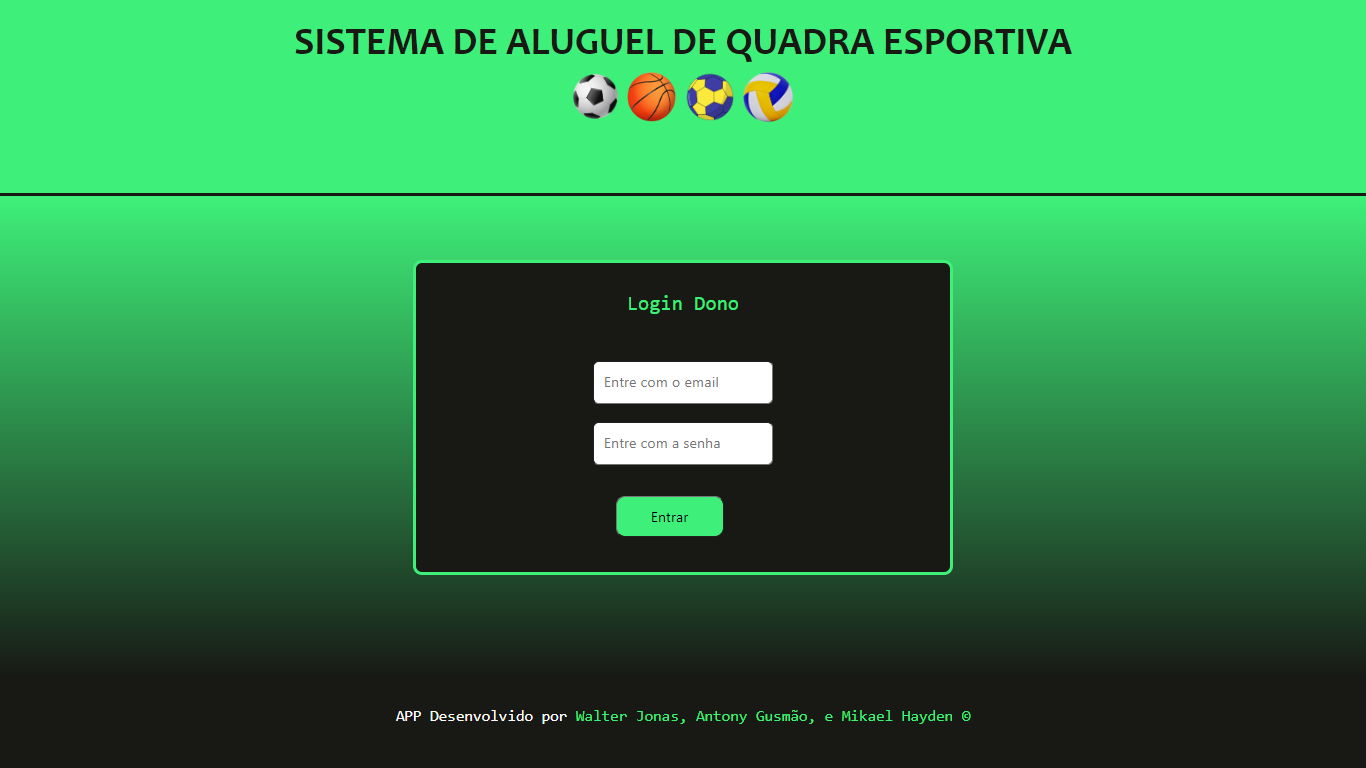 SISTEMA DE ALUGUEL DE QUADRA ESPORTIVA
Login Dono
Entre com o email
Entre com a senha
Entrar
APP Desenvolvido por Walter Jonas, Antony Gusmão, e Mikael Hayden ©